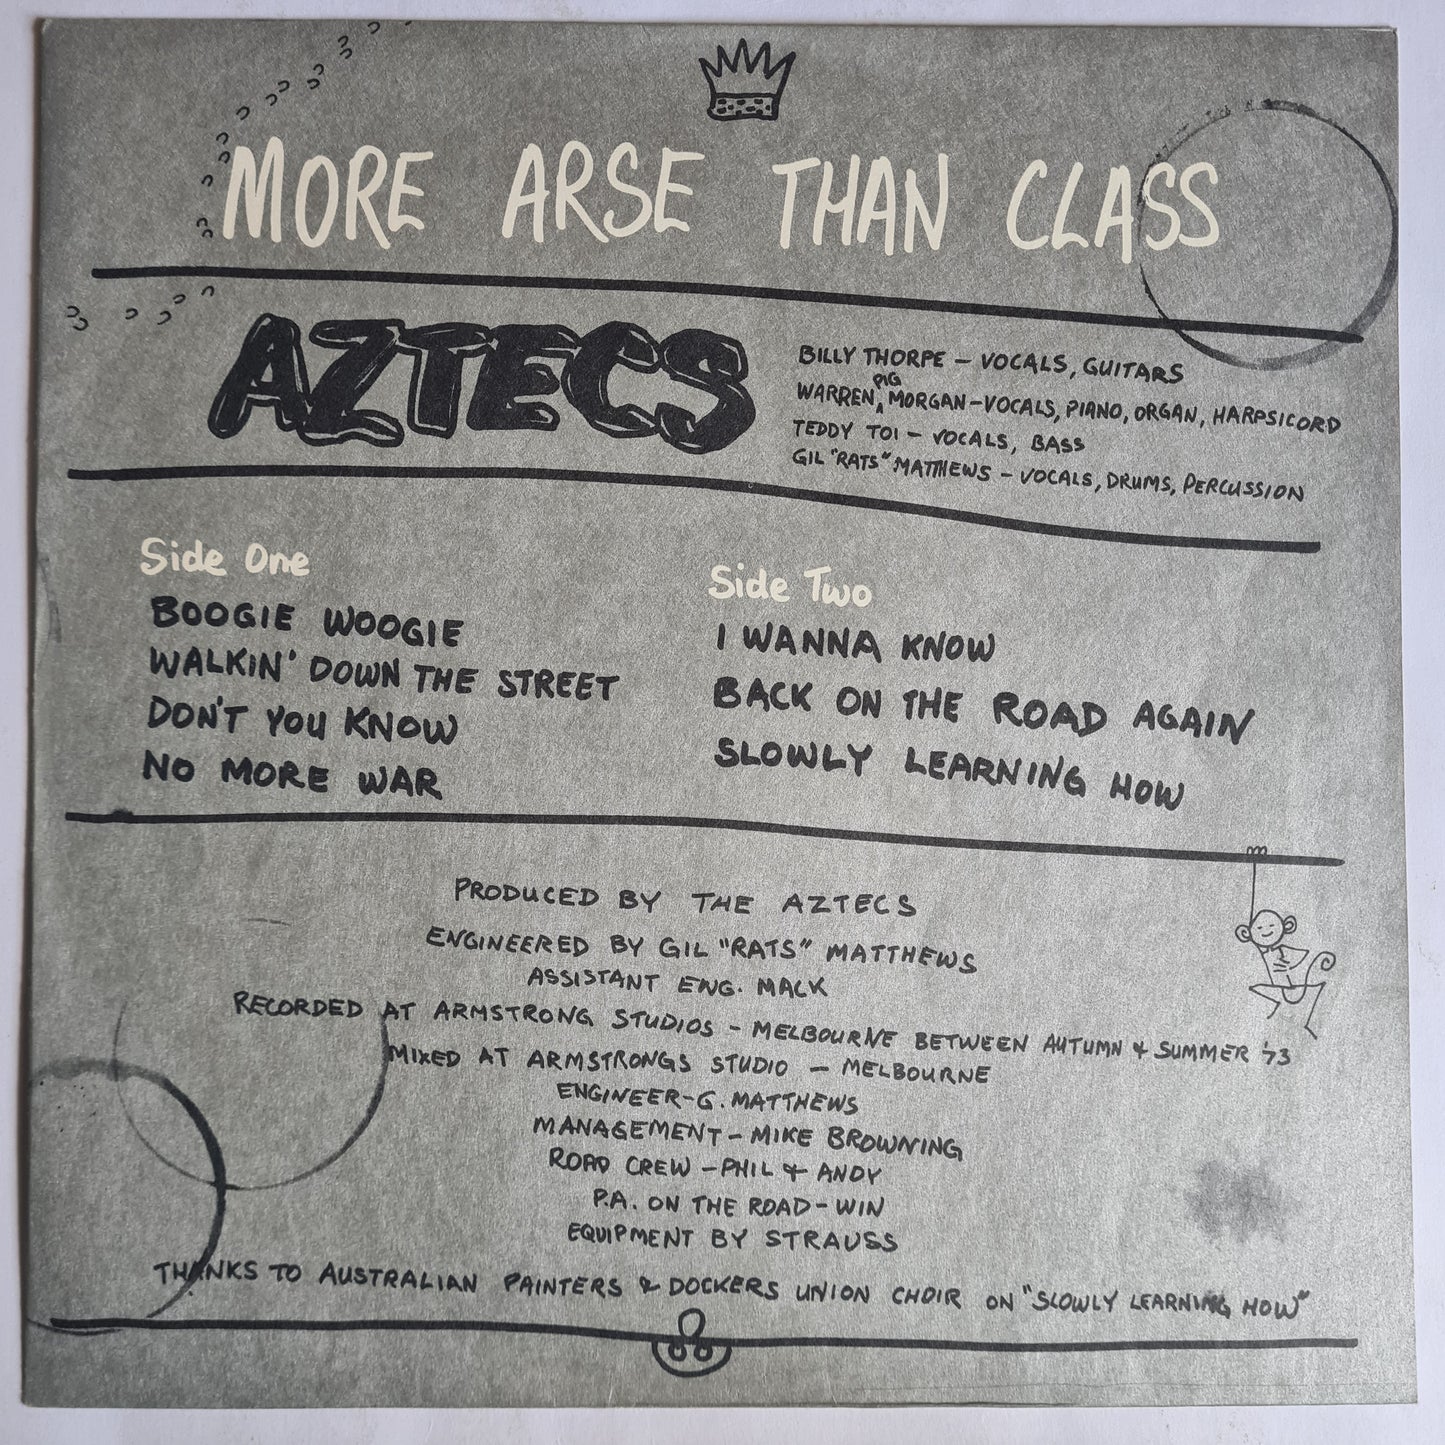 MORE ARSE THAN CLASS
AZTECS
BILLY THORPE – VOCALS, GUITARS
PIG
WARREN, MORGAN – VOCALS, PIANO, ORGAN, HARPSICORD
TEDDY TOI – VOCALS, BASS
GIL "RATS" MATTHEWS – VOCALS, DRUMS, PERCUSSION
Side One
BOOGIE WOOGIE
WALKIN' DOWN THE STREET
DON'T YOU KNOW
NO MORE WAR
Side Two
I WANNA KNOW
BACK ON THE ROAD AGAIN
SLOWLY LEARNING HOW
PRODUCED BY THE AZTECS
ENGINEERED BY GIL "RATS" MATTHEWS
ASSISTANT ENG. MACK
RECORDED AT ARMSTRONG STUDIOS – MELBOURNE BETWEEN AUTUMN & SUMMER '73
MIXED AT ARMSTRONGS STUDIO – MELBOURNE
ENGINEER – G. MATTHEWS
MANAGEMENT – MIKE BROWNING
ROAD CREW – PHIL & ANDY
P.A. ON THE ROAD – WIN
EQUIPMENT BY STRAUSS
THANKS TO AUSTRALIAN PAINTERS & DOCKERS UNION CHOIR ON "SLOWLY LEARNING HOW"